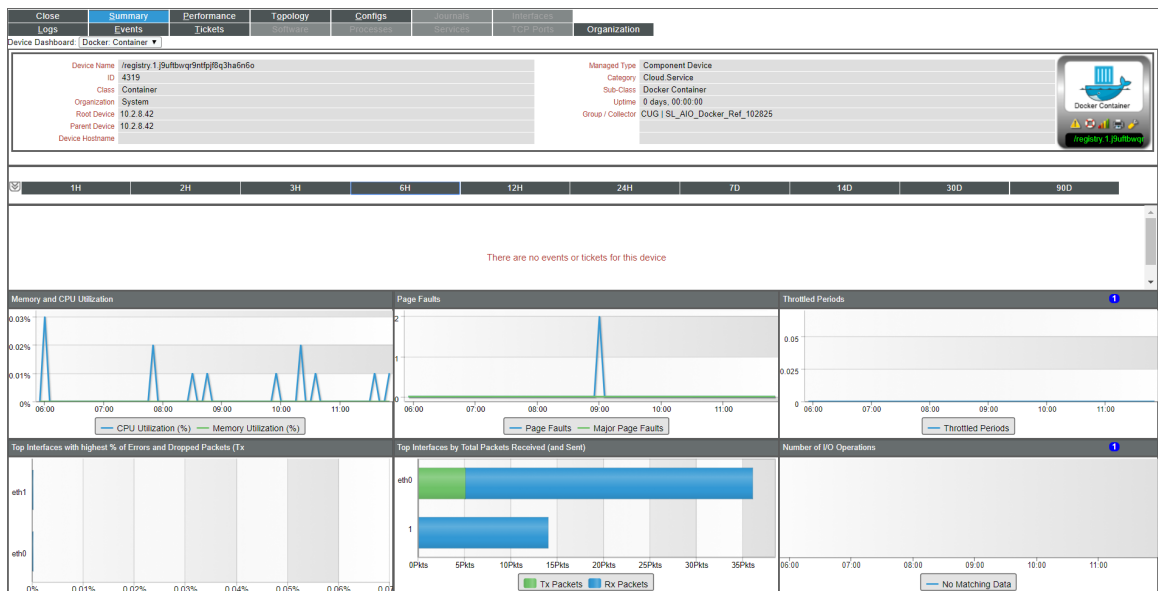 Close Summary Performance Topology Configs Journals Interfaces
Logs Events Tickets Software Processes Services TCP Ports Organization
Device Dashboard: Docker: Container ▼
Device Name /registry.1.j9uftbwqr9ntfpjf8q3ha6n6o
ID 4319
Class Container
Organization System
Root Device 10.2.8.42
Parent Device 10.2.8.42
Device Hostname
Managed Type Component Device
Category Cloud.Service
Sub-Class Docker Container
Uptime 0 days, 00:00:00
Group / Collector CUG | SL_AIO_Docker_Ref_102825
Docker Container
/registry.1.j9uftbwqr
1H 2H 3H 6H 12H 24H 7D 14D 30D 90D
There are no events or tickets for this device
Memory and CPU Utilization
0.03%
0.02%
0.01%
0%
06:00 07:00 08:00 09:00 10:00 11:00
CPU Utilization (%) Memory Utilization (%)
Page Faults
2
1
0
06:00 07:00 08:00 09:00 10:00 11:00
Page Faults Major Page Faults
Throttled Periods 1
0.05
0.025
0
06:00 07:00 08:00 09:00 10:00 11:00
Throttled Periods
Top Interfaces with highest % of Errors and Dropped Packets (Tx
eth1
eth0
0% 0.01% 0.02% 0.03% 0.04% 0.05% 0.06% 0.07
Top Interfaces by Total Packets Received (and Sent)
eth0
1
0Pkts 5Pkts 10Pkts 15Pkts 20Pkts 25Pkts 30Pkts 35Pkts
Tx Packets Rx Packets
Number of I/O Operations 1
06:00 07:00 08:00 09:00 10:00 11:00
No Matching Data